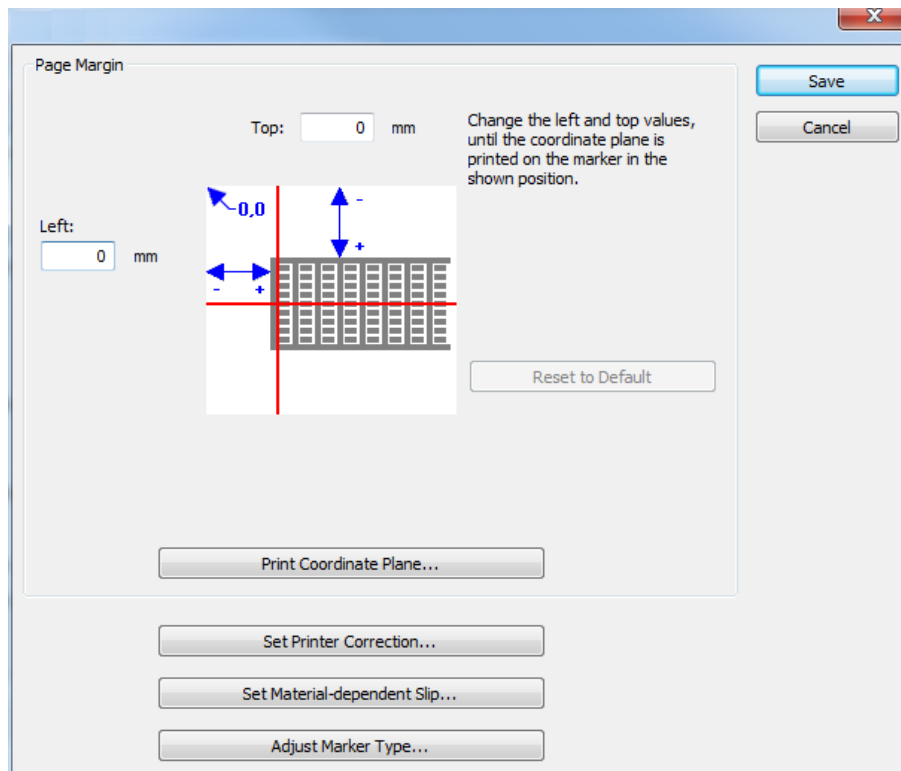 X
Page Margin
Save
Top: 0 mm
Change the left and top values,
until the coordinate plane is
printed on the marker in the
shown position.
Cancel
0,0
-
+
Left:
0 mm
- +
Reset to Default
Print Coordinate Plane...
Set Printer Correction...
Set Material-dependent Slip...
Adjust Marker Type...